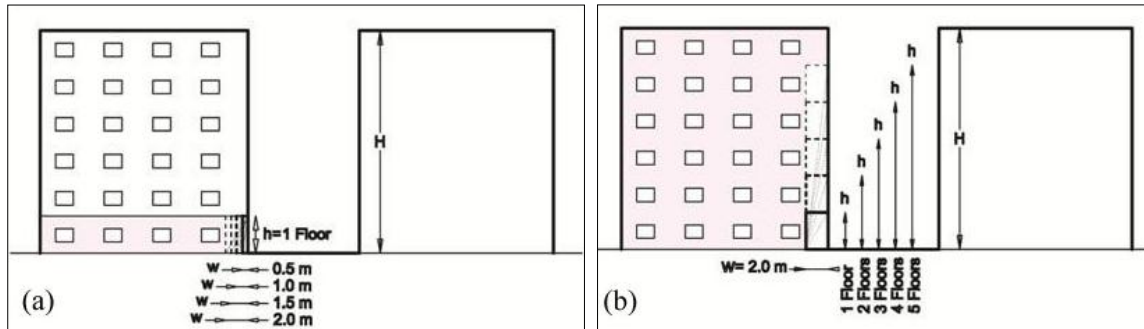 H
h=1 Floor
w 0.5 m
w 1.0 m
w 1.5 m
w 2.0 m
(a)
h
h
h
h
h
H
W= 2.0 m
1 Floor
2 Floors
3 Floors
4 Floors
5 Floors
(b)